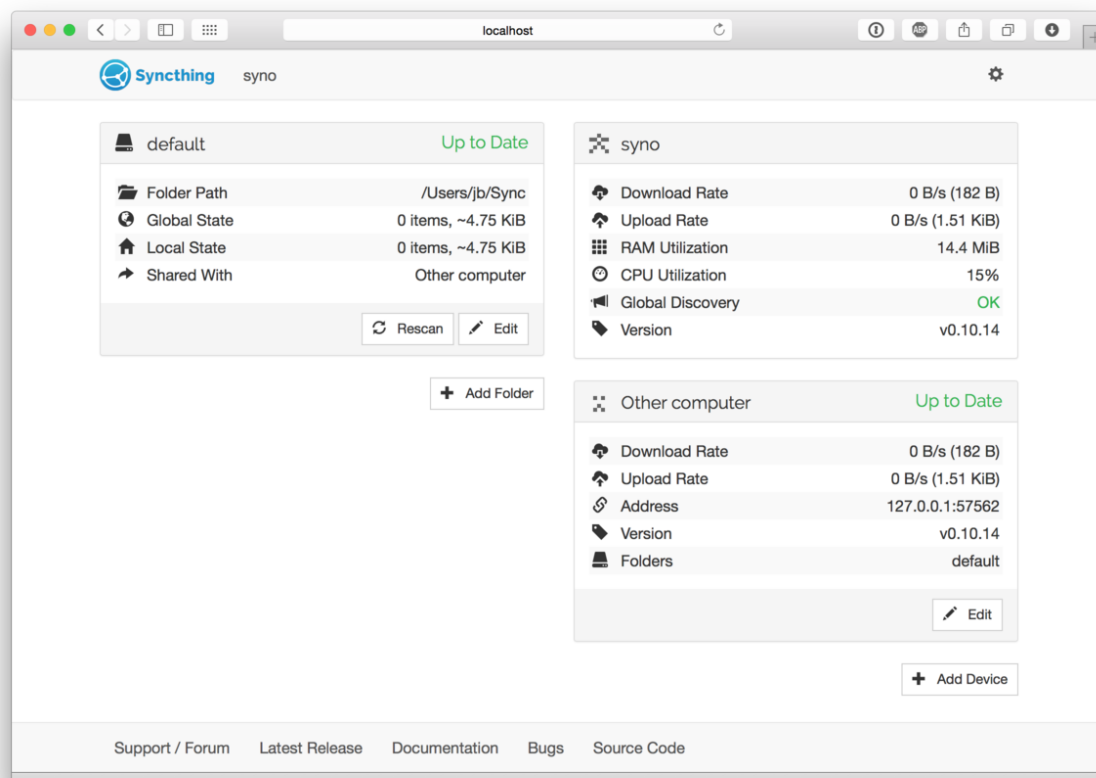 localhost
ABP
Syncthing syno
default Up to Date
Folder Path /Users/jb/Sync
Global State 0 items, ~4.75 KiB
Local State 0 items, ~4.75 KiB
Shared With Other computer
Rescan Edit
Add Folder
syno
Download Rate 0 B/s (182 B)
Upload Rate 0 B/s (1.51 KiB)
RAM Utilization 14.4 MiB
CPU Utilization 15%
Global Discovery OK
Version v0.10.14
Other computer Up to Date
Download Rate 0 B/s (182 B)
Upload Rate 0 B/s (1.51 KiB)
Address 127.0.0.1:57562
Version v0.10.14
Folders default
Edit
Add Device
Support / Forum Latest Release Documentation Bugs Source Code